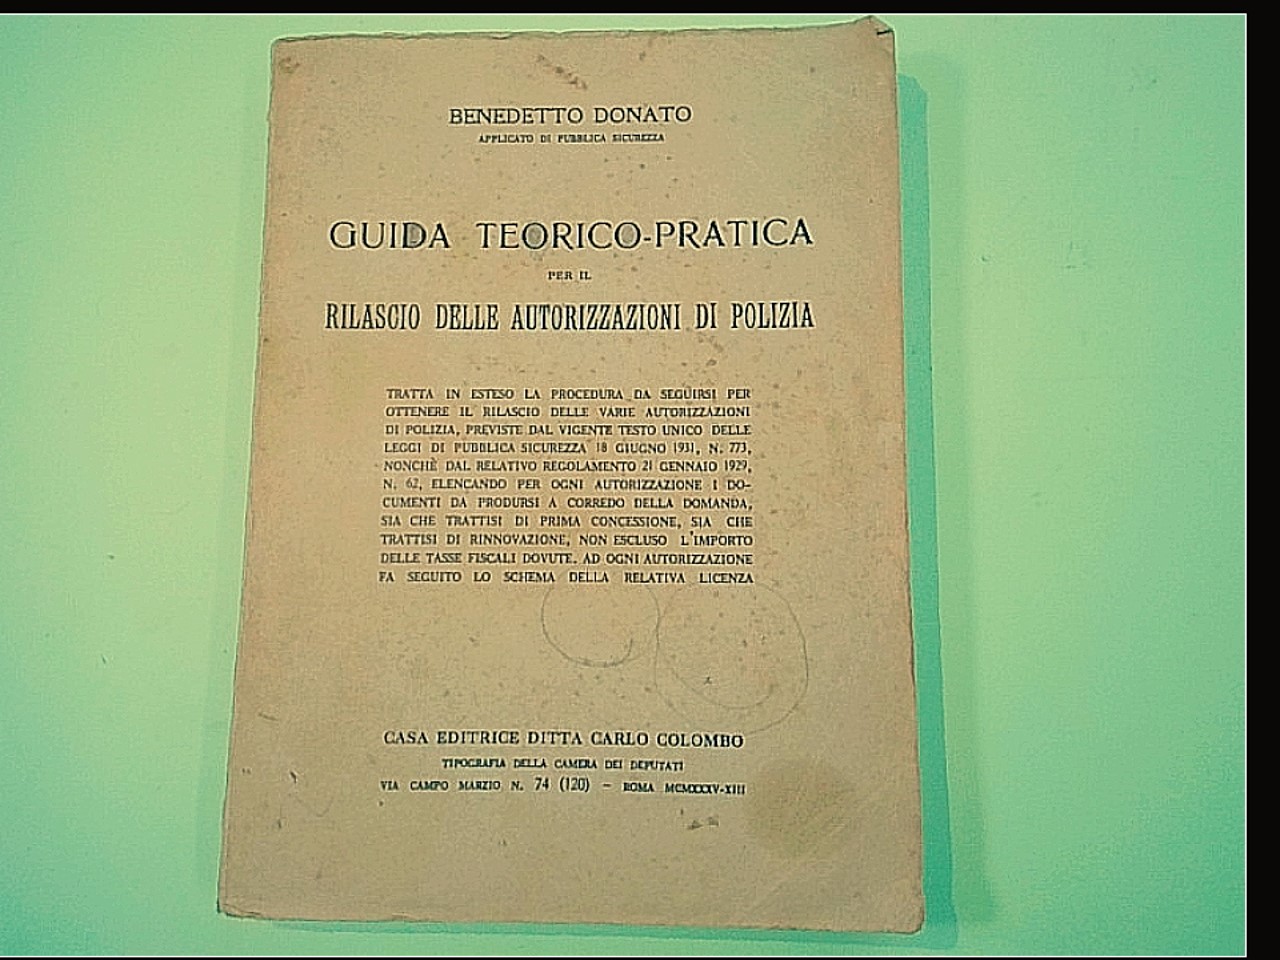 BENEDETTO DONATO
APPLICATO DI PUBBLICA SICUREZZA
GUIDA TEORICO-PRATICA
PER IL
RILASCIO DELLE AUTORIZZAZIONI DI POLIZIA
TRATTA IN ESTESO LA PROCEDURA DA SEGUIRSI PER
OTTENERE IL RILASCIO DELLE VARIE AUTORIZZAZIONI
DI POLIZIA, PREVISTE DAL VIGENTE TESTO UNICO DELLE
LEGGI DI PUBBLICA SICUREZZA 18 GIUGNO 1931, N. 773,
NONCHÈ DAL RELATIVO REGOLAMENTO 21 GENNAIO 1929,
N. 62, ELENCANDO PER OGNI AUTORIZZAZIONE I DO-
CUMENTI DA PRODURSI A CORREDO DELLA DOMANDA,
SIA CHE TRATTISI DI PRIMA CONCESSIONE, SIA CHE
TRATTISI DI RINNOVAZIONE, NON ESCLUSO L'IMPORTO
DELLE TASSE FISCALI DOVUTE. AD OGNI AUTORIZZAZIONE
FA SEGUITO LO SCHEMA DELLA RELATIVA LICENZA
CASA EDITRICE DITTA CARLO COLOMBO
TIPOGRAFIA DELLA CAMERA DEI DEPUTATI
VIA CAMPO MARZIO N. 74 (120) - ROMA MCMXXXV-XIII